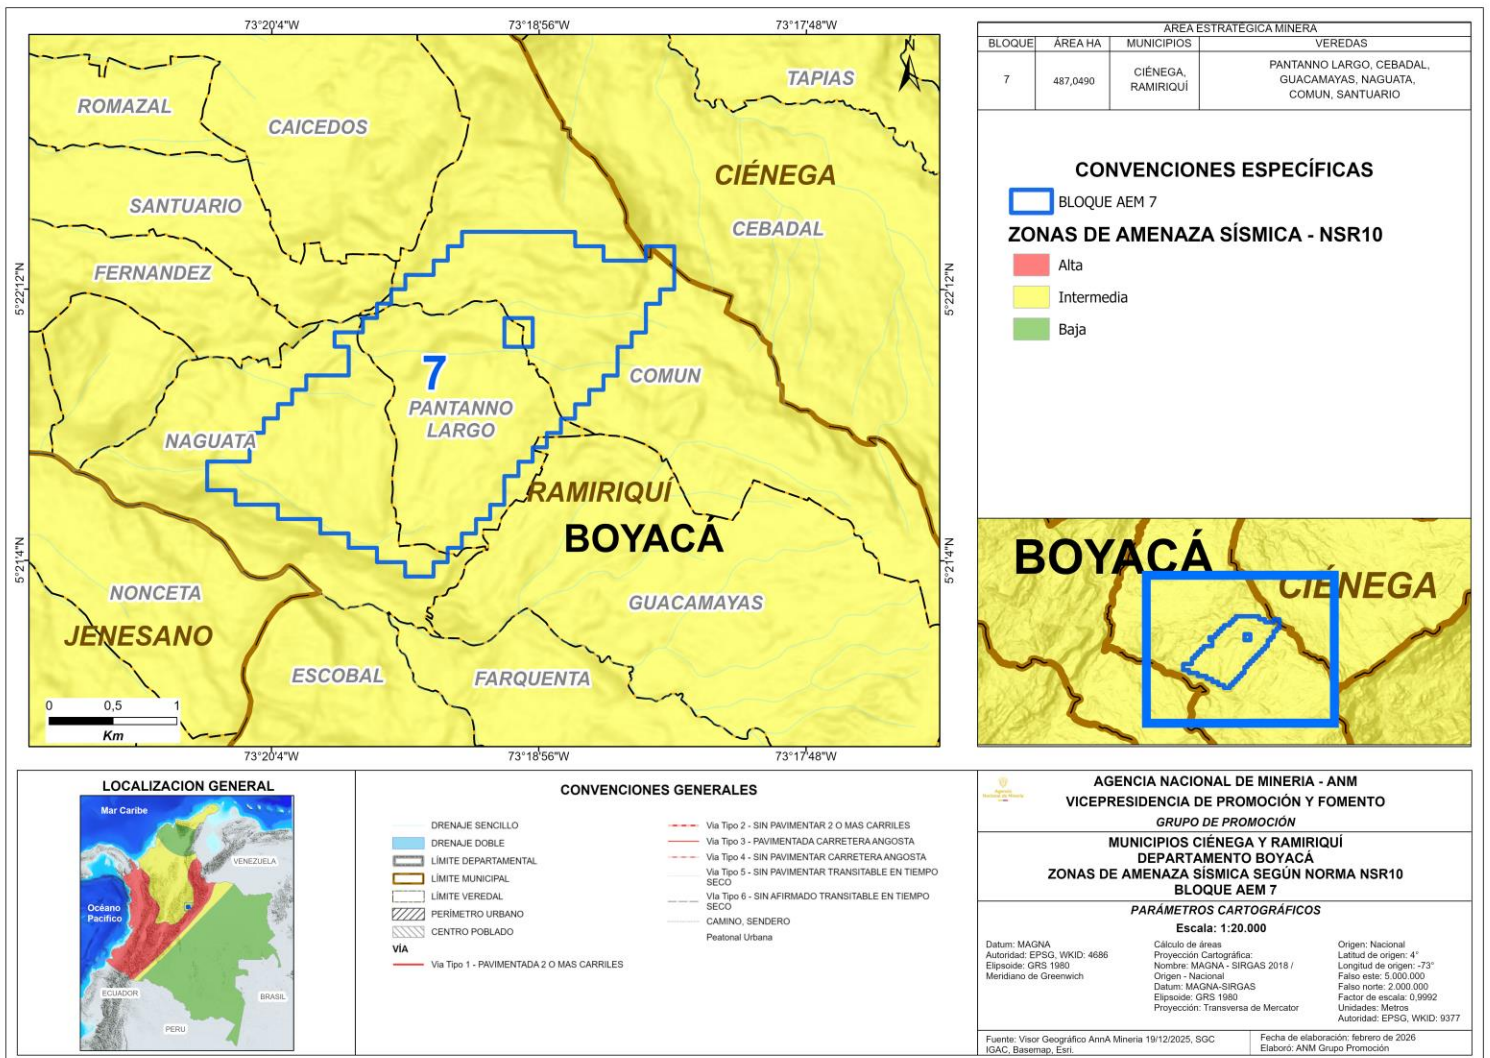 73°20'4"W
73°18'56"W
73°17'48"W
5°22'12"N
5°21'4"N
N
TAPIAS
ROMAZAL
CAICEDOS
CIÉNEGA
SANTUARIO
CEBADAL
FERNANDEZ
7
COMUN
PANTANNO
LARGO
NAGUATA
RAMIRIQUÍ
BOYACÁ
NONCETA
GUACAMAYAS
JENESANO
ESCOBAL
FARQUENTA
0 0,5 1
Km
5°22'12"N
5°21'4"N
73°20'4"W
73°18'56"W
73°17'48"W
AREA ESTRATÉGICA MINERA
BLOQUE ÁREA HA MUNICIPIOS VEREDAS
7 487,0490 CIÉNEGA, RAMIRIQUÍ PANTANNO LARGO, CEBADAL,
GUACAMAYAS, NAGUATA,
COMUN, SANTUARIO
CONVENCIONES ESPECÍFICAS
BLOQUE AEM 7
ZONAS DE AMENAZA SÍSMICA - NSR10
Alta
Intermedia
Baja
BOYACÁ
CIÉNEGA
LOCALIZACION GENERAL
Mar Caribe
VENEZUELA
Océano
Pacífico
ECUADOR
BRASIL
PERU
CONVENCIONES GENERALES
DRENAJE SENCILLO
DRENAJE DOBLE
LÍMITE DEPARTAMENTAL
LÍMITE MUNICIPAL
LÍMITE VEREDAL
PERÍMETRO URBANO
CENTRO POBLADO
VÍA
Via Tipo 1 - PAVIMENTADA 2 O MAS CARRILES
Via Tipo 2 - SIN PAVIMENTAR 2 O MAS CARRILES
Via Tipo 3 - PAVIMENTADA CARRETERA ANGOSTA
Via Tipo 4 - SIN PAVIMENTAR CARRETERA ANGOSTA
Via Tipo 5 - SIN PAVIMENTAR TRANSITABLE EN TIEMPO
SECO
Via Tipo 6 - SIN AFIRMADO TRANSITABLE EN TIEMPO
SECO
CAMINO, SENDERO
Peatonal Urbana
AGENCIA NACIONAL DE MINERIA - ANM
VICEPRESIDENCIA DE PROMOCIÓN Y FOMENTO
GRUPO DE PROMOCIÓN
MUNICIPIOS CIÉNEGA Y RAMIRIQUÍ
DEPARTAMENTO BOYACÁ
ZONAS DE AMENAZA SÍSMICA SEGÚN NORMA NSR10
BLOQUE AEM 7
PARÁMETROS CARTOGRÁFICOS
Escala: 1:20.000
Datum: MAGNA
Autoridad: EPSG, WKID: 4686
Elipsoide: GRS 1980
Meridiano de Greenwich
Cálculo de áreas
Proyección Cartográfica:
Nombre: MAGNA - SIRGAS 2018 /
Origen - Nacional
Datum: MAGNA-SIRGAS
Elipsoide: GRS 1980
Proyección: Transversa de Mercator
Origen: Nacional
Latitud de origen: 4°
Longitud de origen: -73°
Falso este: 5.000.000
Falso norte: 2.000.000
Factor de escala: 0,9992
Unidades: Metros
Autoridad: EPSG, WKID: 9377
Fuente: Visor Geográfico AnnA Mineria 19/12/2025, SGC
IGAC, Basemap, Esri.
Fecha de elaboración: febrero de 2026
Elaboró: ANM Grupo Promoción